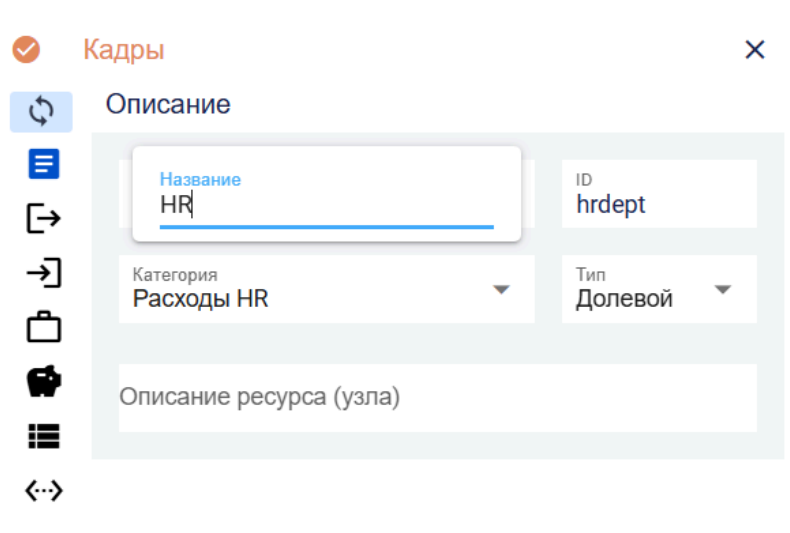 Кадры
Описание
Название
HR
ID
hrdept
Категория
Расходы HR
Тип
Долевой
Описание ресурса (узла)